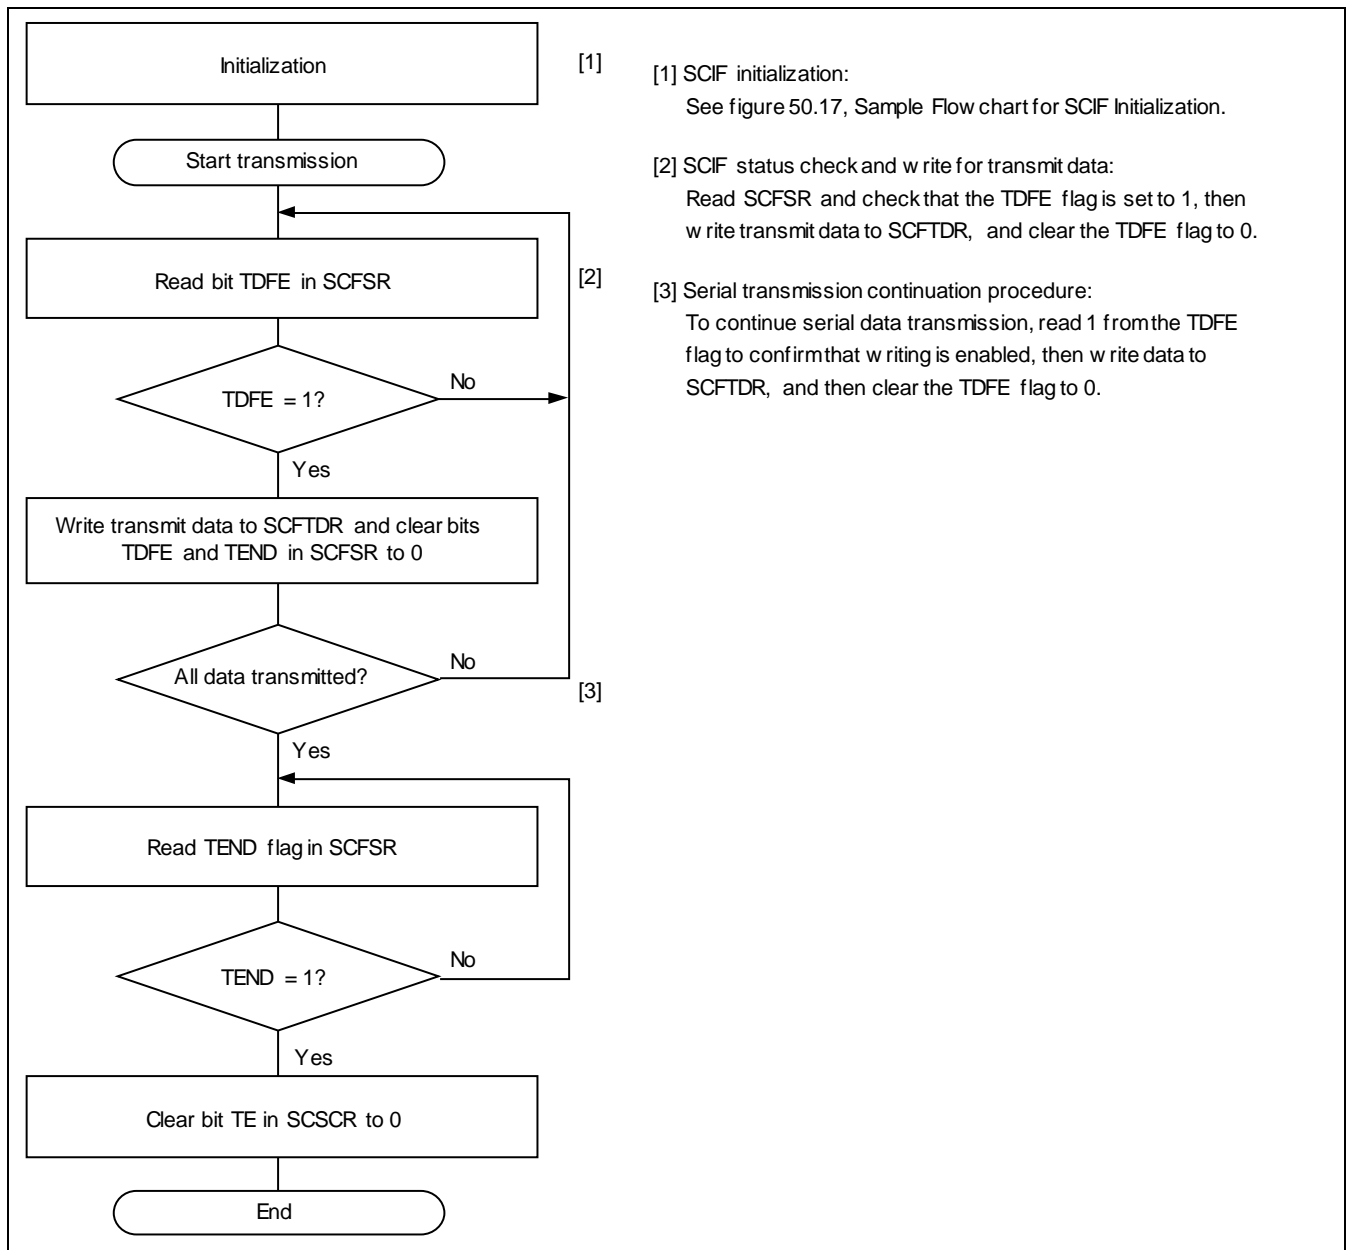 Initialization
[1]
Start transmission
Read bit TDFE in SCFSR
[2]
TDFE = 1?
No
Yes
Write transmit data to SCFTDR and clear bits
TDFE and TEND in SCFSR to 0
All data transmitted?
No
[3]
Yes
Read TEND flag in SCFSR
TEND = 1?
No
Yes
Clear bit TE in SCSCR to 0
End
[1] SCIF initialization:
See figure 50.17, Sample Flow chart for SCIF Initialization.
[2] SCIF status check and write for transmit data:
Read SCFSR and check that the TDFE flag is set to 1, then
write transmit data to SCFTDR, and clear the TDFE flag to 0.
[3] Serial transmission continuation procedure:
To continue serial data transmission, read 1 from the TDFE
flag to confirm that writing is enabled, then write data to
SCFTDR, and then clear the TDFE flag to 0.